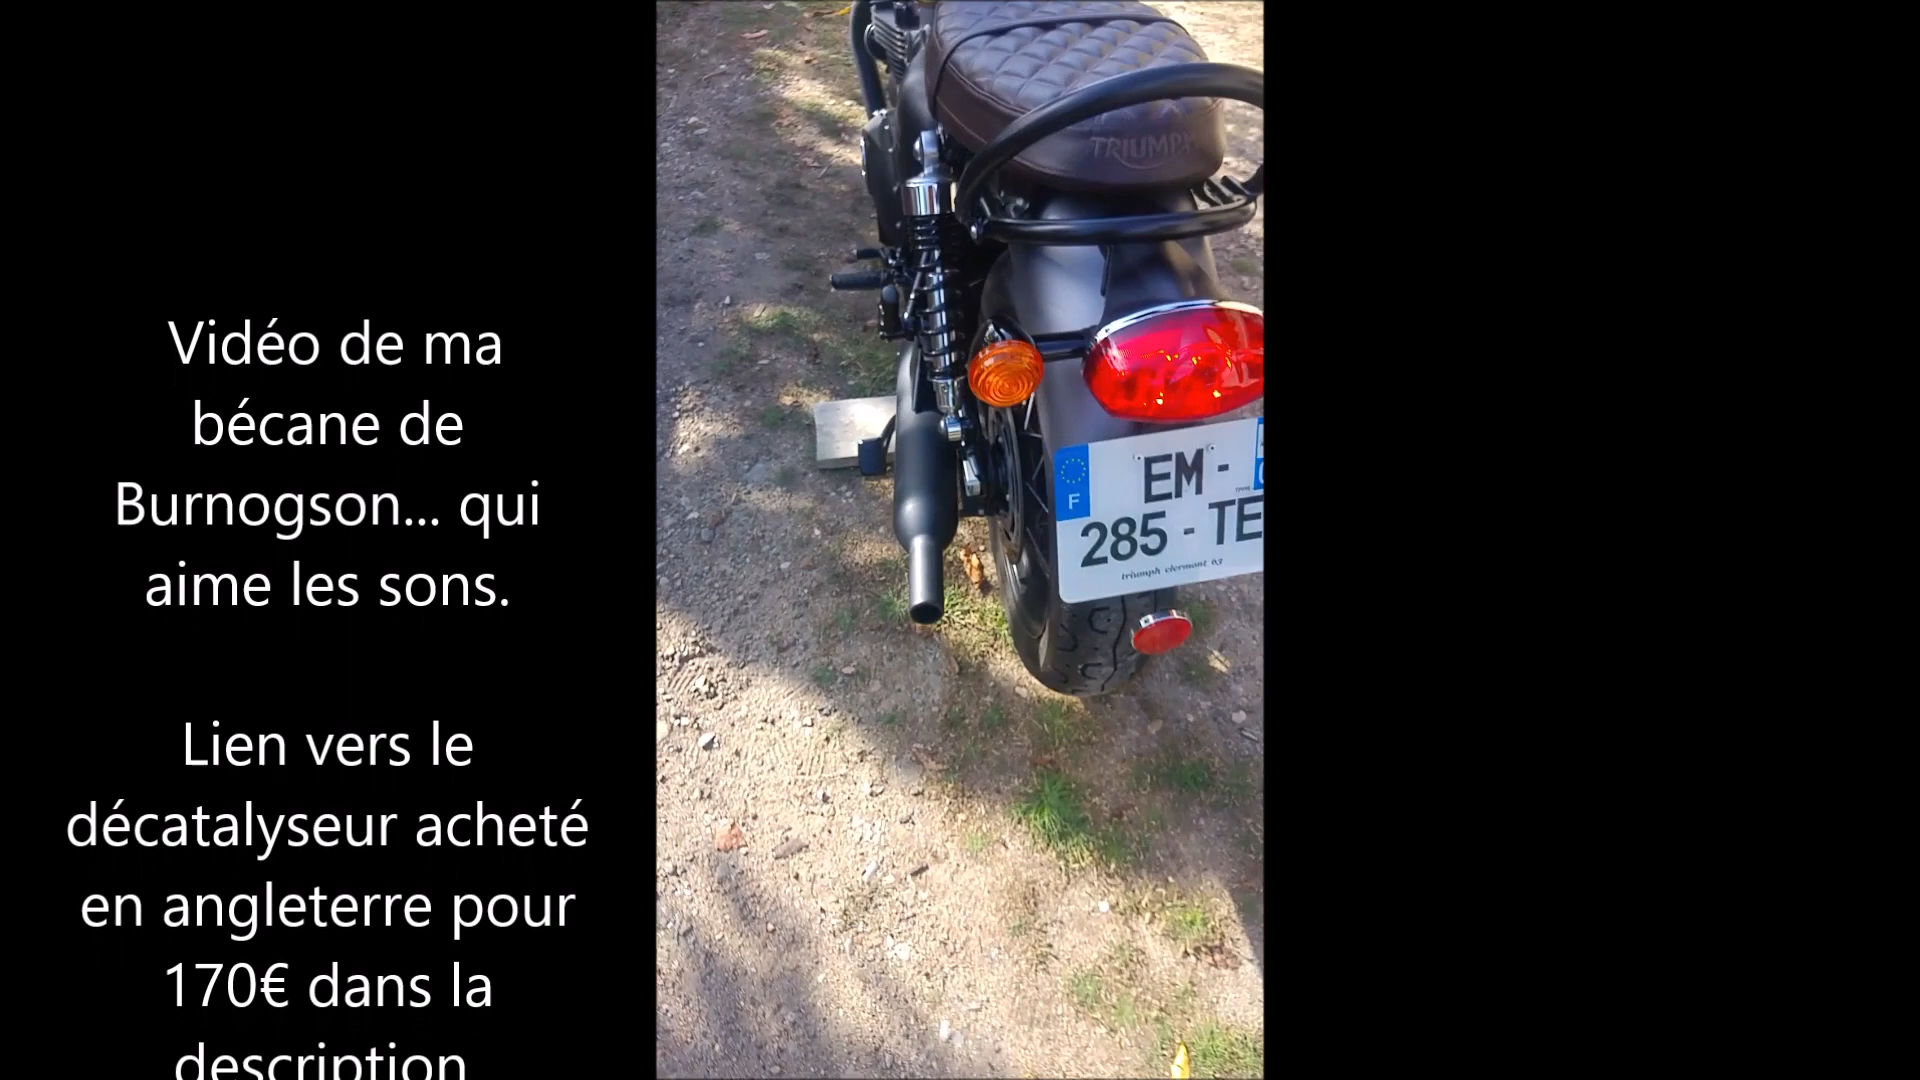 Vidéo de ma
bécane de
Burnogson... qui
aime les sons.
Lien vers le
décatalyseur acheté
en angleterre pour
170€ dans la
description
TRIUMPH
F
EM -
285 - TE
triumph clermont 63